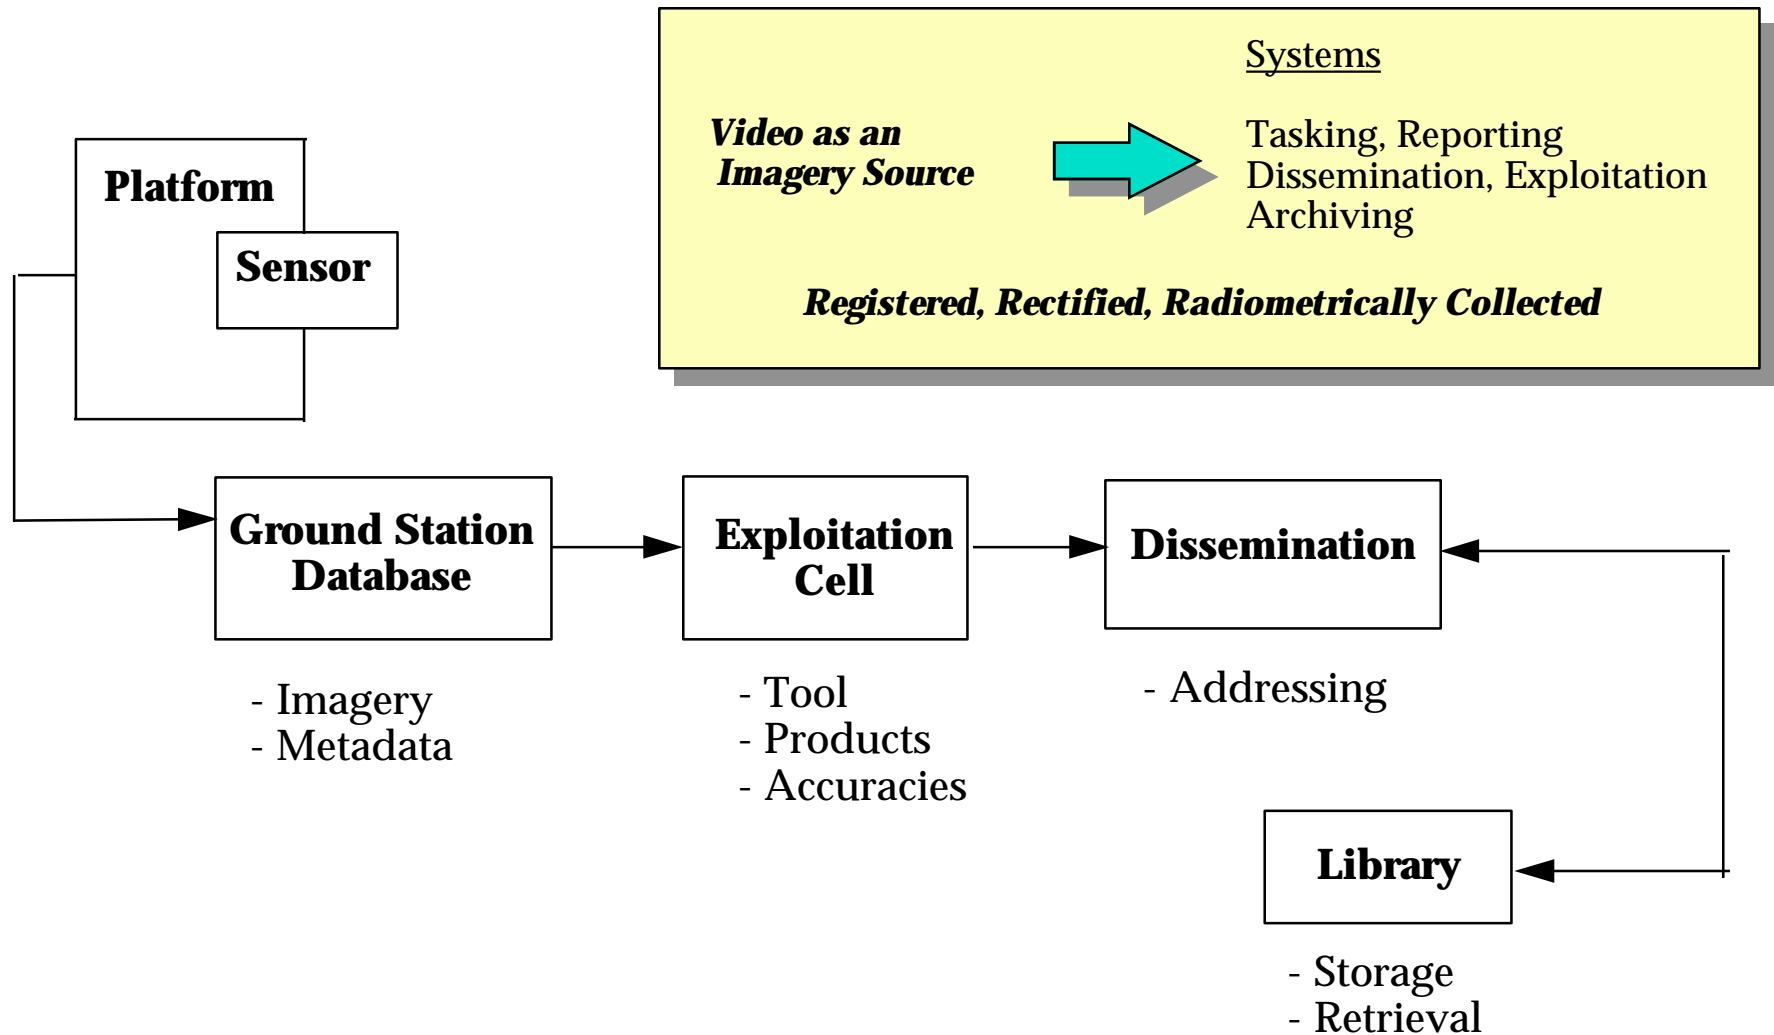 Systems
Video as an
Imagery Source
Tasking, Reporting
Dissemination, Exploitation
Archiving
Registered, Rectified, Radiometrically Collected
Platform
Sensor
Ground Station
Database
- Imagery
- Metadata
Exploitation
Cell
- Tool
- Products
- Accuracies
Dissemination
- Addressing
Library
- Storage
- Retrieval